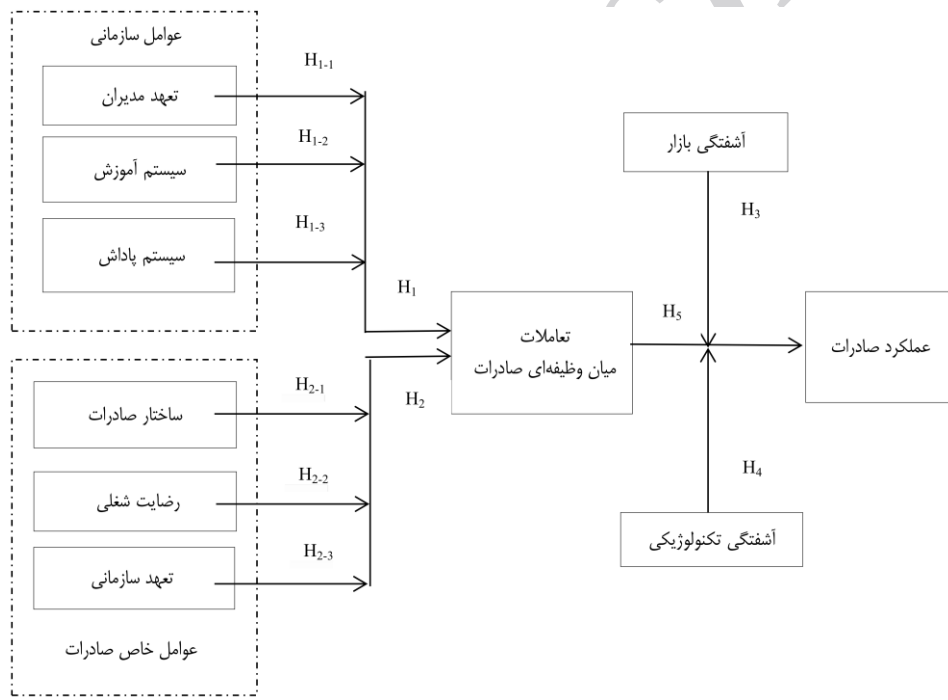 عوامل سازمانی
تعهد مدیران
سیستم آموزش
سیستم پاداش
H1-1
H1-2
H1-3
H1
آشفتگی بازار
H3
تعاملات
میان وظیفه‌ای صادرات
H5
عملکرد صادرات
H2
ساختار صادرات
رضایت شغلی
تعهد سازمانی
عوامل خاص صادرات
H2-1
H2-2
H2-3
H4
آشفتگی تکنولوژیکی